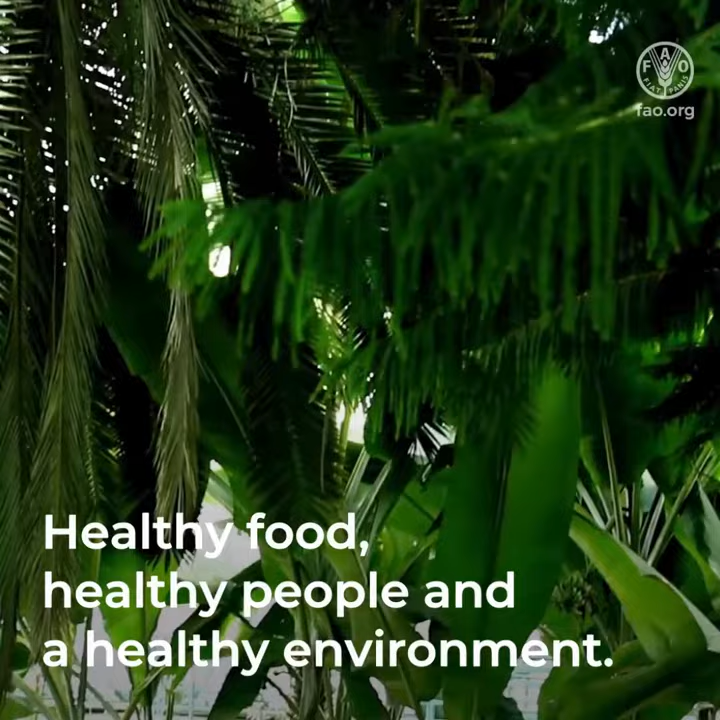 FAO
FIAT PANIS
fao.org
Healthy food,
healthy people and
a healthy environment.